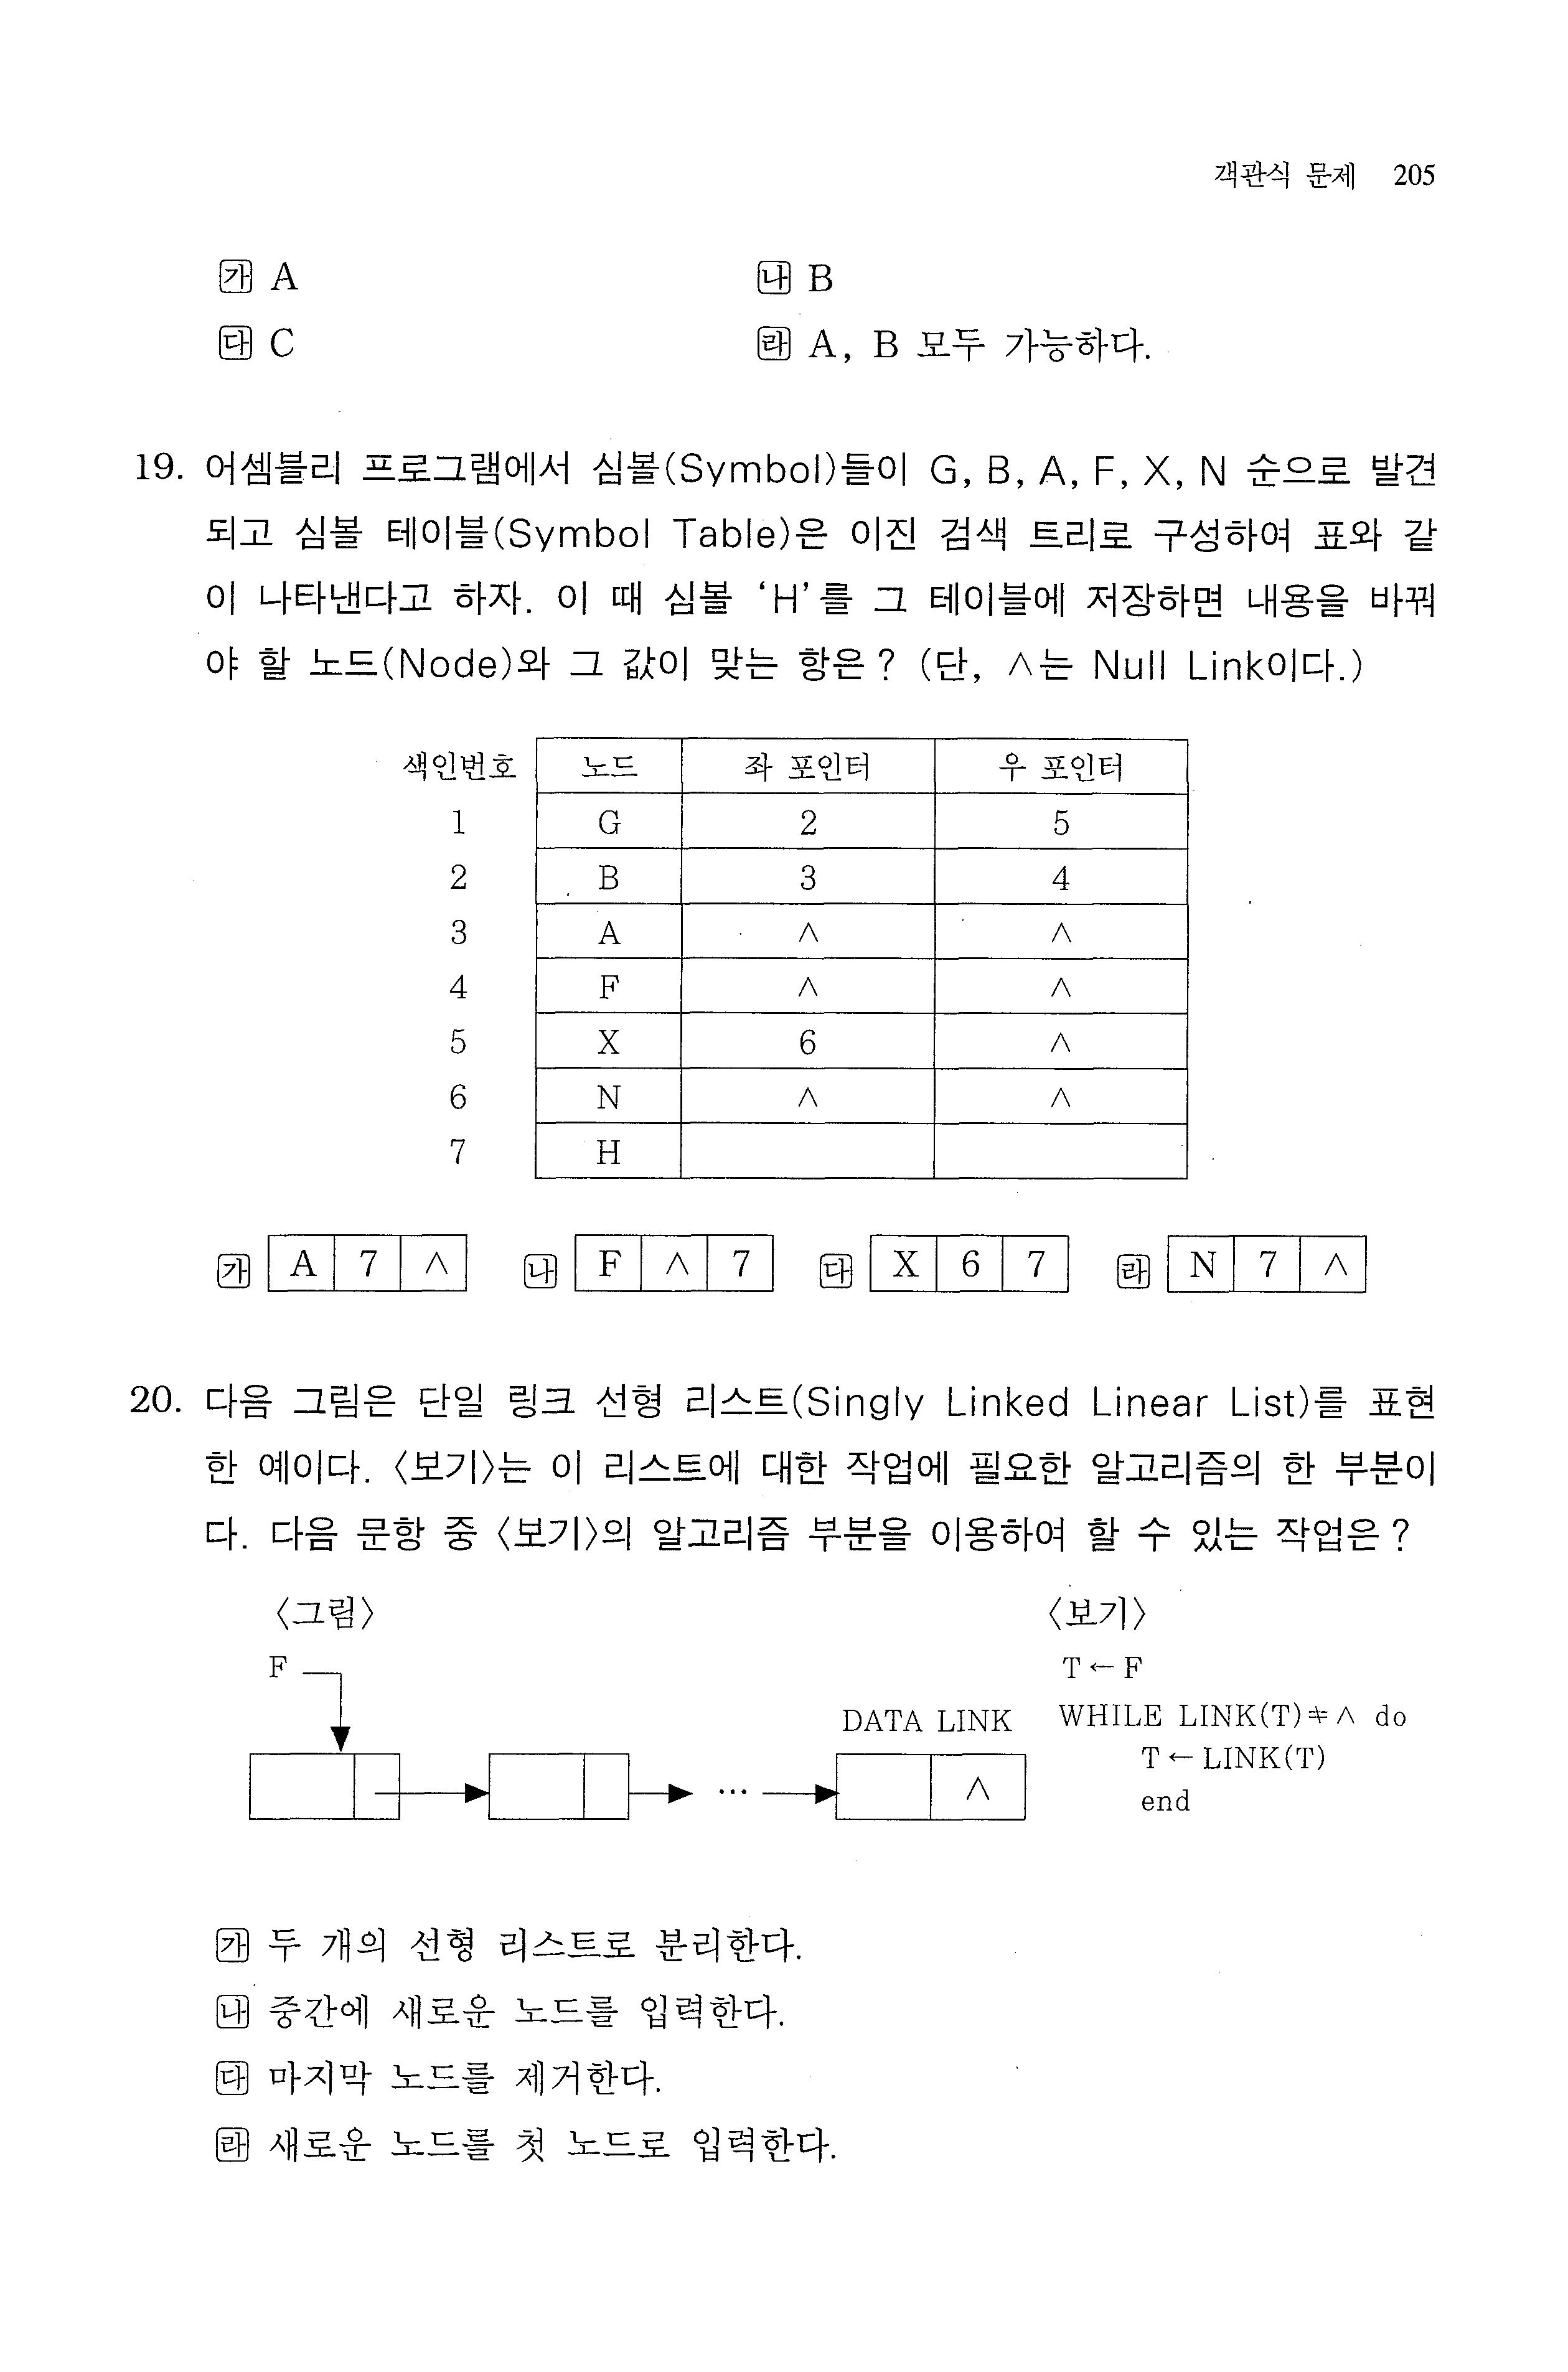 객관식 문제 205
㉮ A ㉯ B
㉰ C ㉱ A, B 모두 가능하다.
19. 어셈블리 프로그램에서 심볼(Symbol)들이 G, B, A, F, X, N 순으로 발견
되고 심볼 테이블(Symbol Table)은 이진 검색 트리로 구성하여 표와 같
이 나타낸다고 하자. 이 때 심볼 ‘H’를 그 테이블에 저장하면 내용을 바꿔
야 할 노드(Node)와 그 값이 맞는 항은? (단, ∧는 Null Link이다.)
색인번호 노드 좌 포인터 우 포인터
1 G 2 5
2 B 3 4
3 A ∧ ∧
4 F ∧ ∧
5 X 6 ∧
6 N ∧ ∧
7 H
㉮ A 7 ∧ ㉯ F ∧ 7 ㉰ X 6 7 ㉱ N 7 ∧
20. 다음 그림은 단일 링크 선형 리스트(Singly Linked Linear List)를 표현
한 예이다. 〈보기〉는 이 리스트에 대한 작업에 필요한 알고리즘의 한 부분이
다. 다음 문항 중 〈보기〉의 알고리즘 부분을 이용하여 할 수 있는 작업은?
〈그림〉 〈보기〉
F T ← F
DATA LINK WHILE LINK(T)≠∧ do
T ← LINK(T)
… ∧
end
㉮ 두 개의 선형 리스트로 분리한다.
㉯ 중간에 새로운 노드를 입력한다.
㉰ 마지막 노드를 제거한다.
㉱ 새로운 노드를 첫 노드로 입력한다.